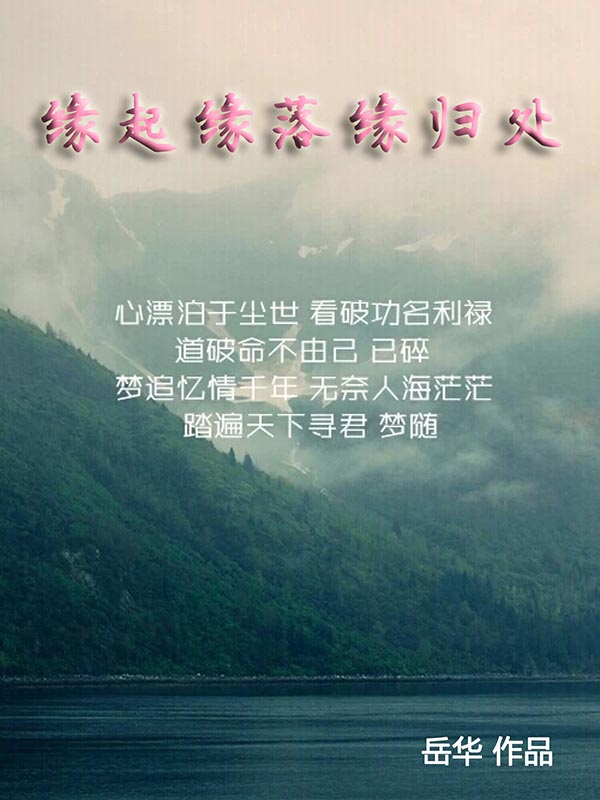 缘起缘落缘归处
心漂泊于尘世 看破功名利禄
道破命不由己 已碎
梦追忆情千年 无奈人海茫茫
踏遍天下寻君 梦随
岳华 作品